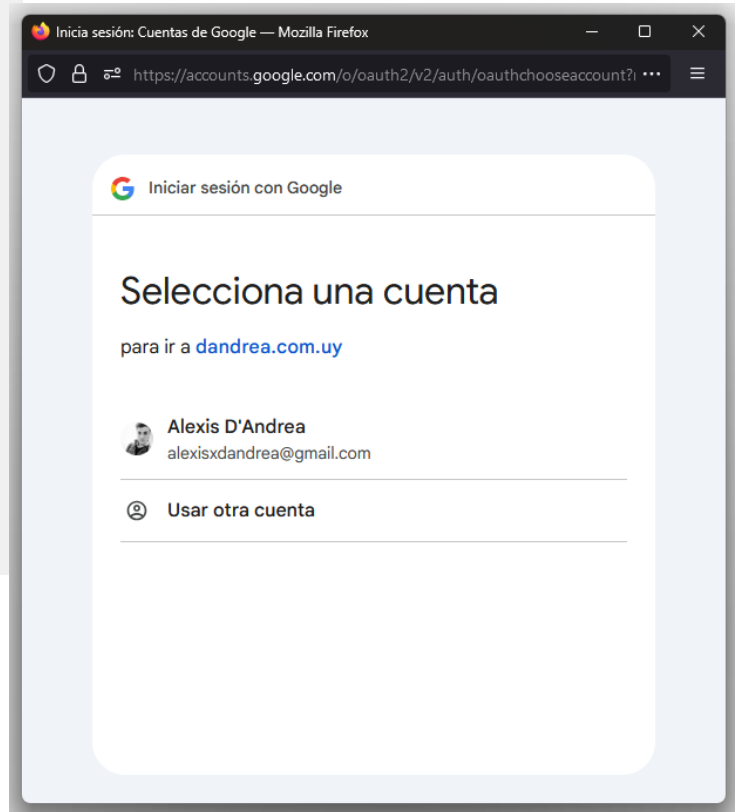 Inicia sesión: Cuentas de Google — Mozilla Firefox
https://accounts.google.com/o/oauth2/v2/auth/oauthchooseaccount?
Iniciar sesión con Google
Selecciona una cuenta
para ir a dandrea.com.uy
Alexis D'Andrea
alexisxdandrea@gmail.com
Usar otra cuenta